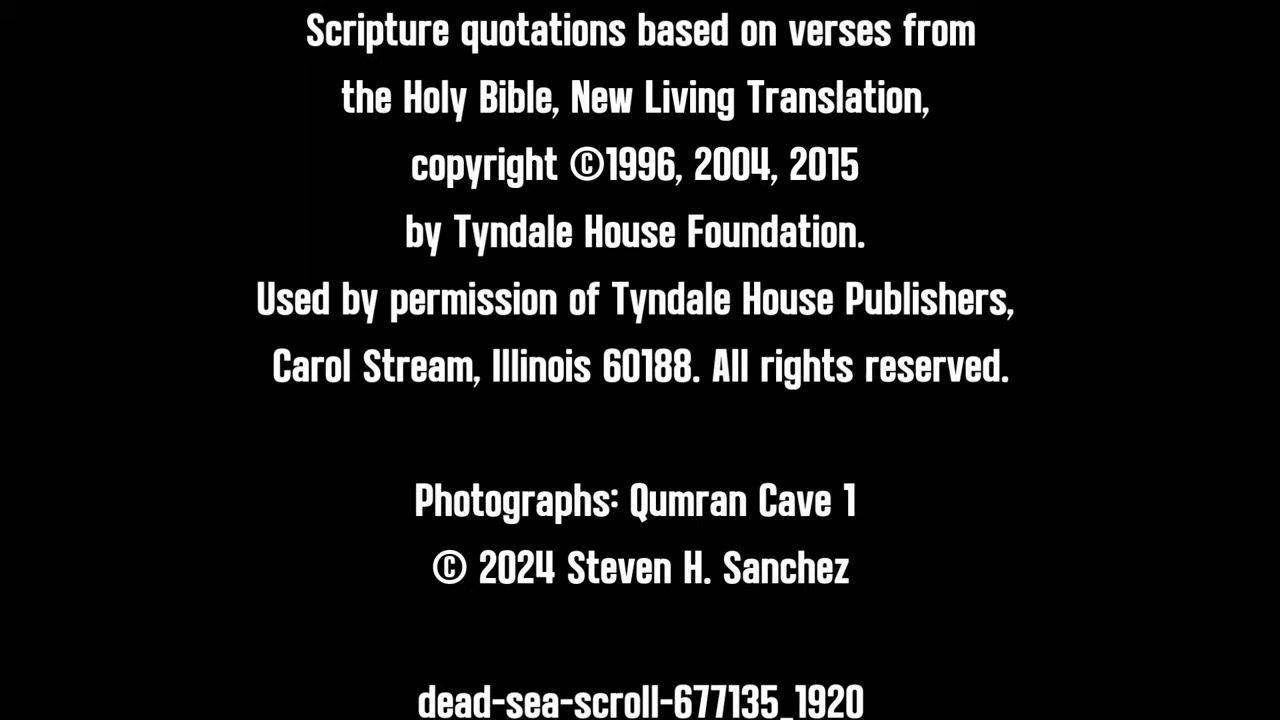 Scripture quotations based on verses from
the Holy Bible, New Living Translation,
copyright ©1996, 2004, 2015
by Tyndale House Foundation.
Used by permission of Tyndale House Publishers,
Carol Stream, Illinois 60188. All rights reserved.
Photographs: Qumran Cave 1
© 2024 Steven H. Sanchez
dead-sea-scroll-677135_1920